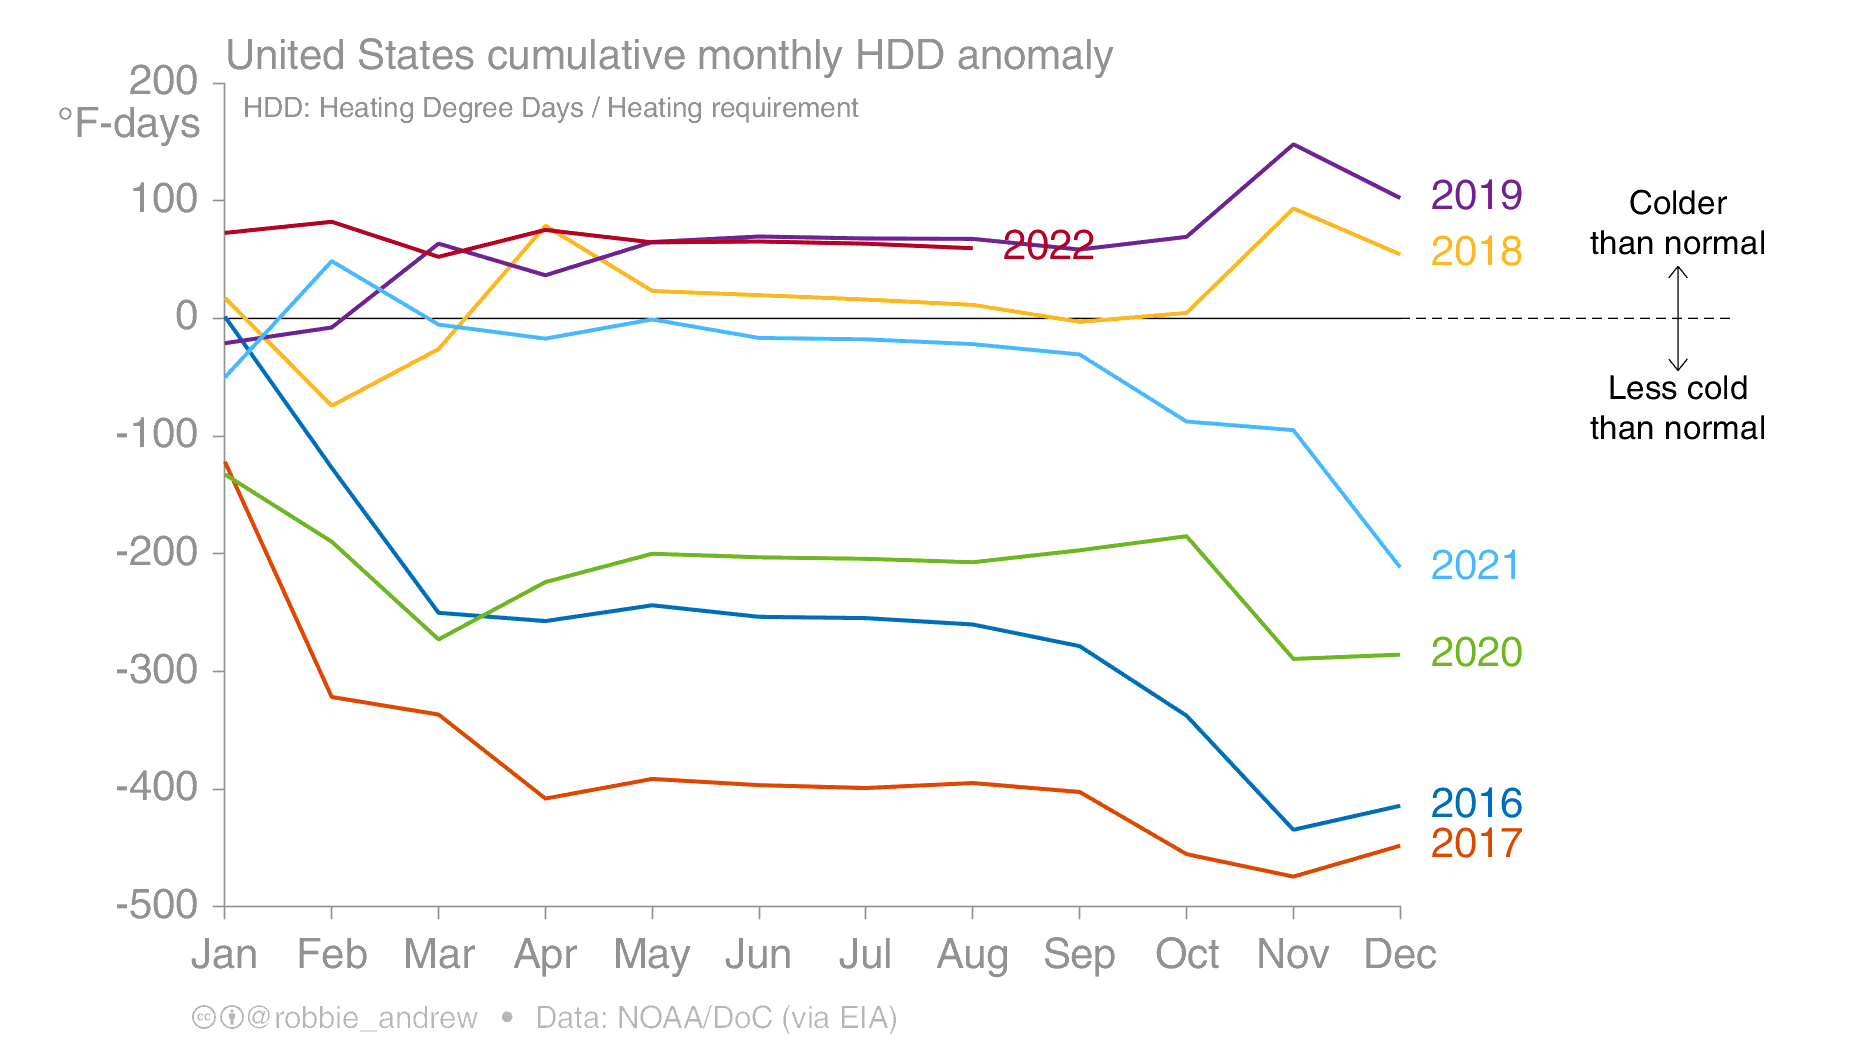 United States cumulative monthly HDD anomaly
200
°F-days
HDD: Heating Degree Days / Heating requirement
100
0
-100
-200
-300
-400
-500
Jan Feb Mar Apr May Jun Jul Aug Sep Oct Nov Dec
2019
2022
2018
2021
2020
2016
2017
Colder
than normal
Less cold
than normal
cc @robbie_andrew • Data: NOAA/DoC (via EIA)